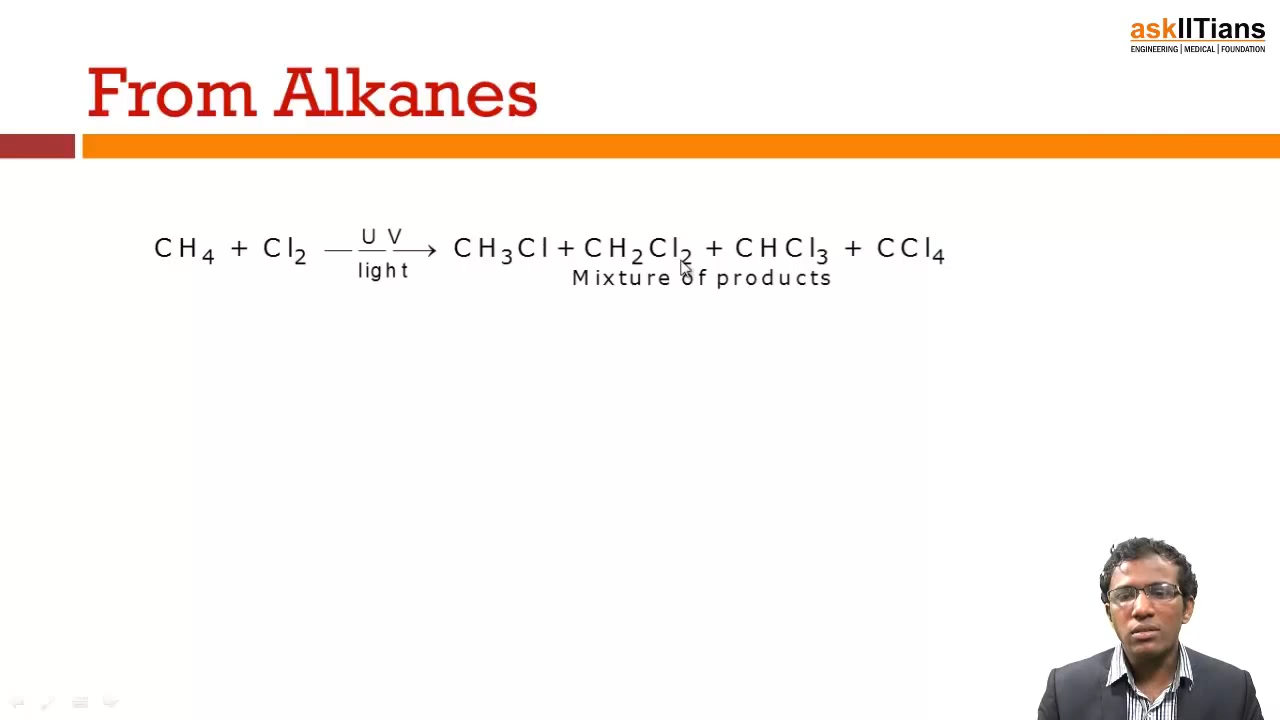 askIITians
ENGINEERING | MEDICAL | FOUNDATION
From Alkanes
CH₄ + Cl₂ —UV→ CH₃Cl + CH₂Cl₂ + CHCl₃ + CCl₄
light
Mixture of products